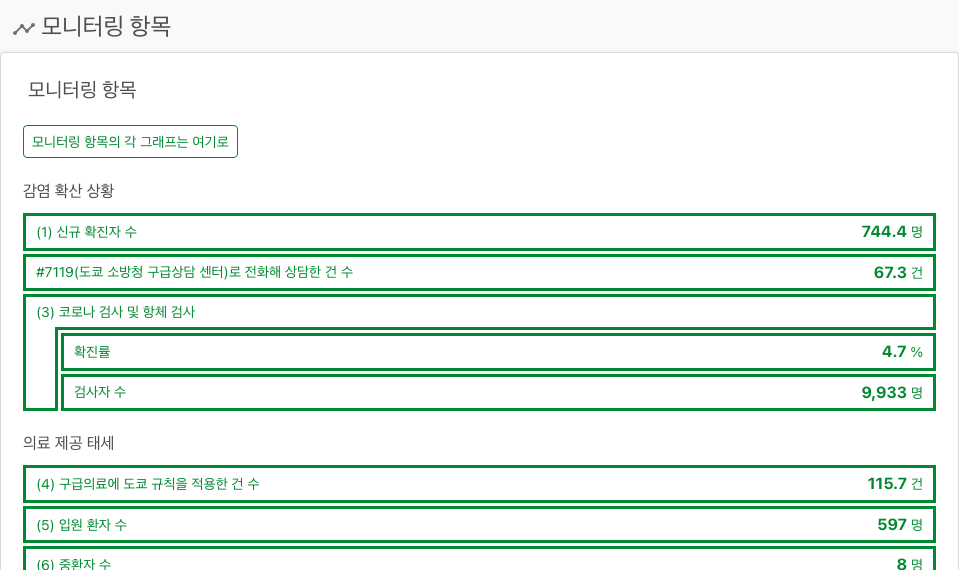 모니터링 항목
모니터링 항목
모니터링 항목의 각 그래프는 여기로
감염 확산 상황
(1) 신규 확진자 수 744.4 명
#7119(도쿄 소방청 구급상담 센터)로 전화해 상담한 건 수 67.3 건
(3) 코로나 검사 및 항체 검사
확진률 4.7 %
검사자 수 9,933 명
의료 제공 태세
(4) 구급의료에 도쿄 규칙을 적용한 건 수 115.7 건
(5) 입원 환자 수 597 명
(6) 중환자 수 8 명